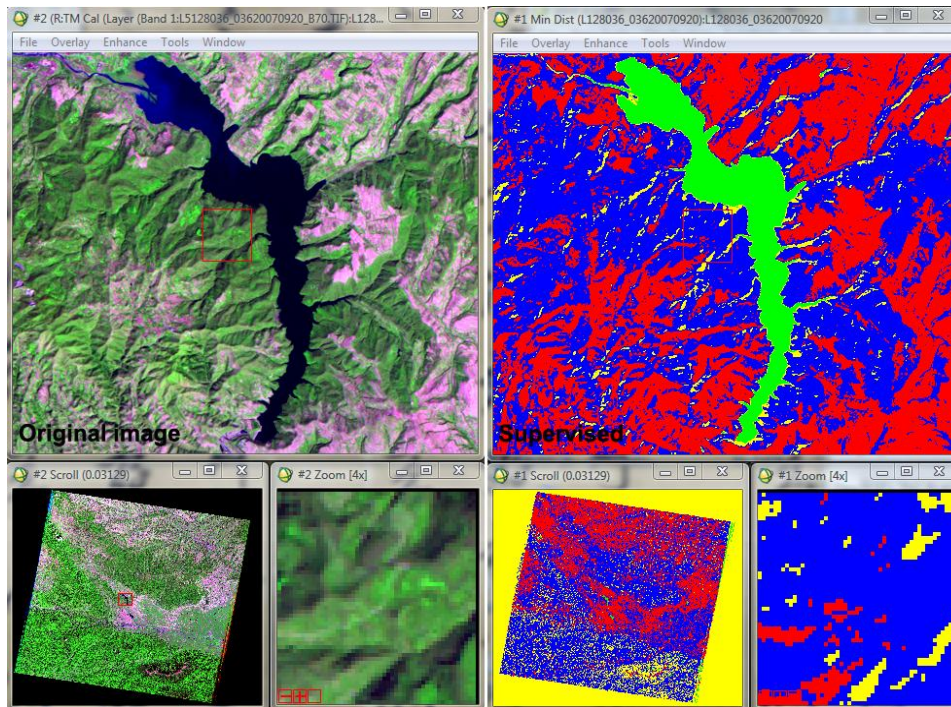 #2 (R:TM Cal (Layer (Band 1:L5128036_03620070920_B70.TIF):L128...
File Overlay Enhance Tools Window
Original image
#2 Scroll (0.03129)
#2 Zoom [4x]
#1 Min Dist (L128036_03620070920):L128036_03620070920
File Overlay Enhance Tools Window
Supervised
#1 Scroll (0.03129)
#1 Zoom [4x]